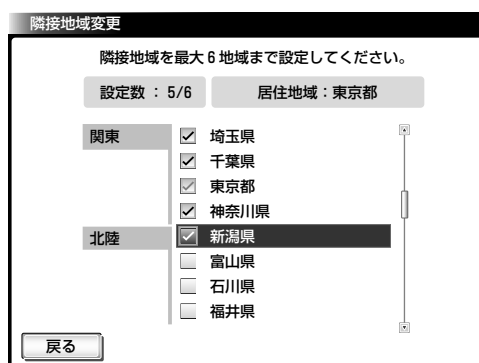 隣接地域変更
隣接地域を最大6地域まで設定してください。
設定数 : 5/6
居住地域：東京都
関東
埼玉県
千葉県
東京都
神奈川県
北陸
新潟県
富山県
石川県
福井県
戻る